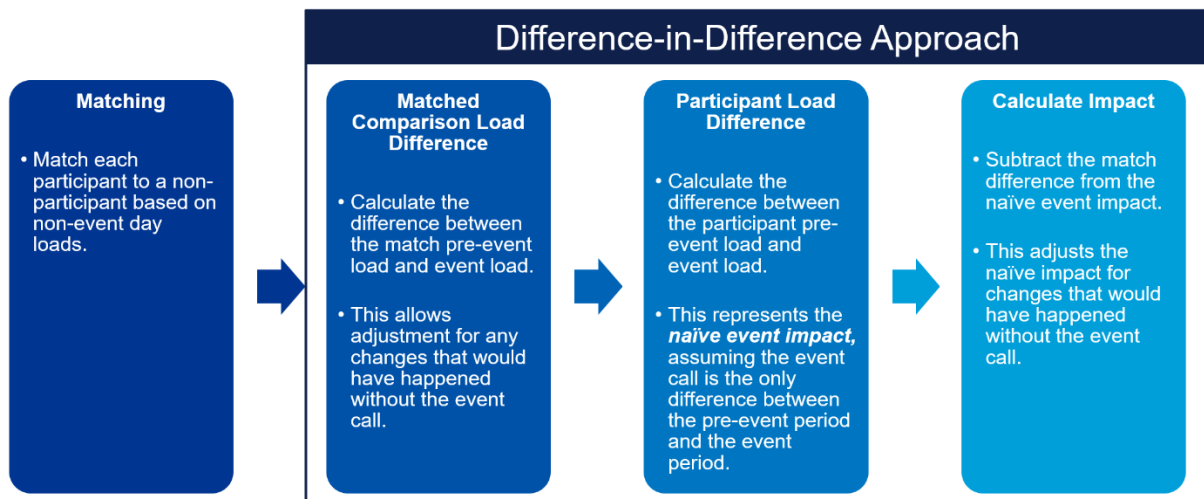 Difference-in-Difference Approach
Matching
• Match each
participant to a non-
participant based on
non-event day
loads.
Matched
Comparison Load
Difference
• Calculate the
difference between
the match pre-event
load and event load.
• This allows
adjustment for any
changes that would
have happened
without the event
call.
Participant Load
Difference
• Calculate the
difference between
the participant pre-
event load and
event load.
• This represents the
naïve event impact,
assuming the event
call is the only
difference between
the pre-event period
and the event
period.
Calculate Impact
• Subtract the match
difference from the
naïve event impact.
• This adjusts the
naïve impact for
changes that would
have happened
without the event
call.